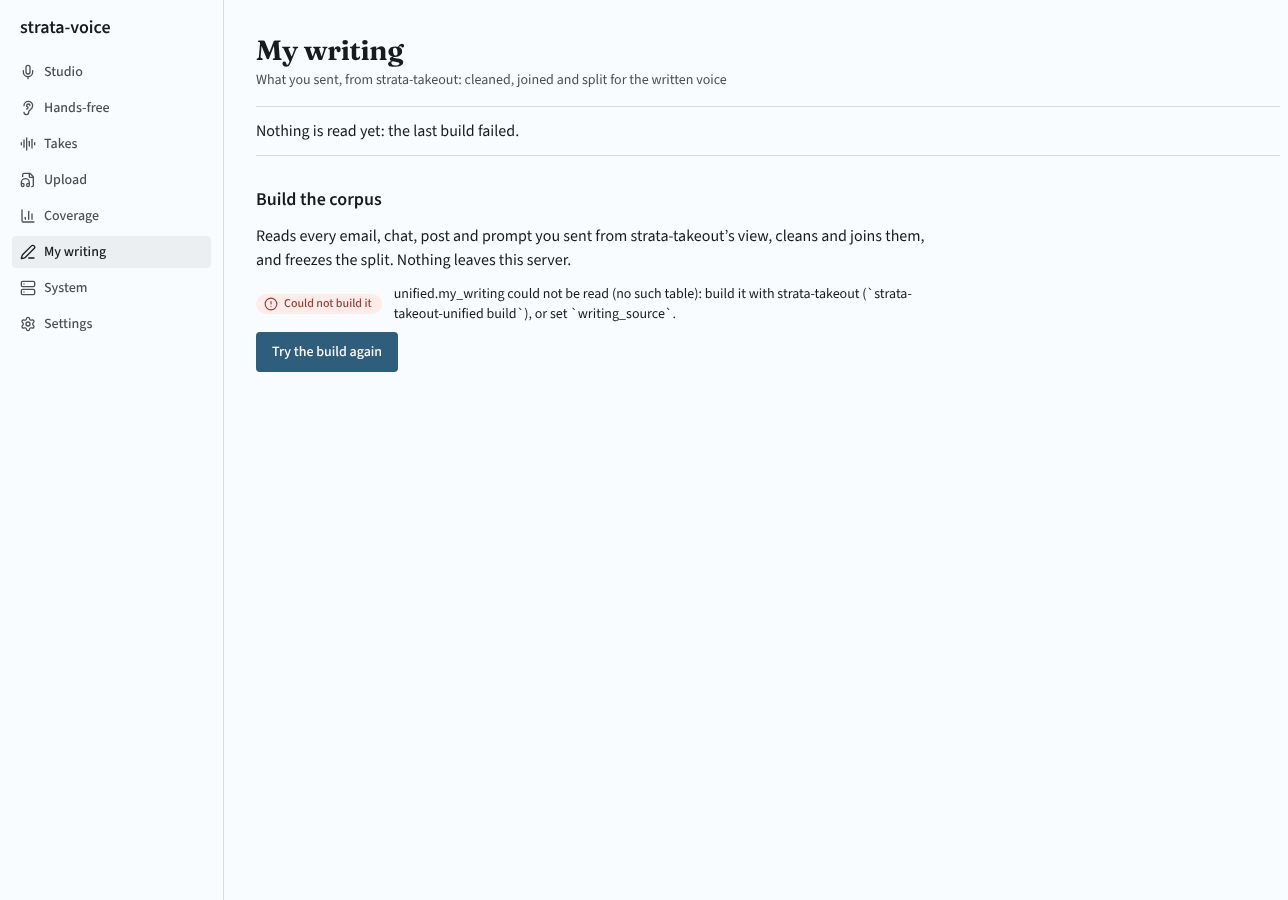 strata-voice
Studio
Hands-free
Takes
Upload
Coverage
My writing
System
Settings
My writing
What you sent, from strata-takeout: cleaned, joined and split for the written voice
Nothing is read yet: the last build failed.
Build the corpus
Reads every email, chat, post and prompt you sent from strata-takeout’s view, cleans and joins them,
and freezes the split. Nothing leaves this server.
Could not build it
unified.my_writing could not be read (no such table): build it with strata-takeout (`strata-
takeout-unified build`), or set `writing_source`.
Try the build again